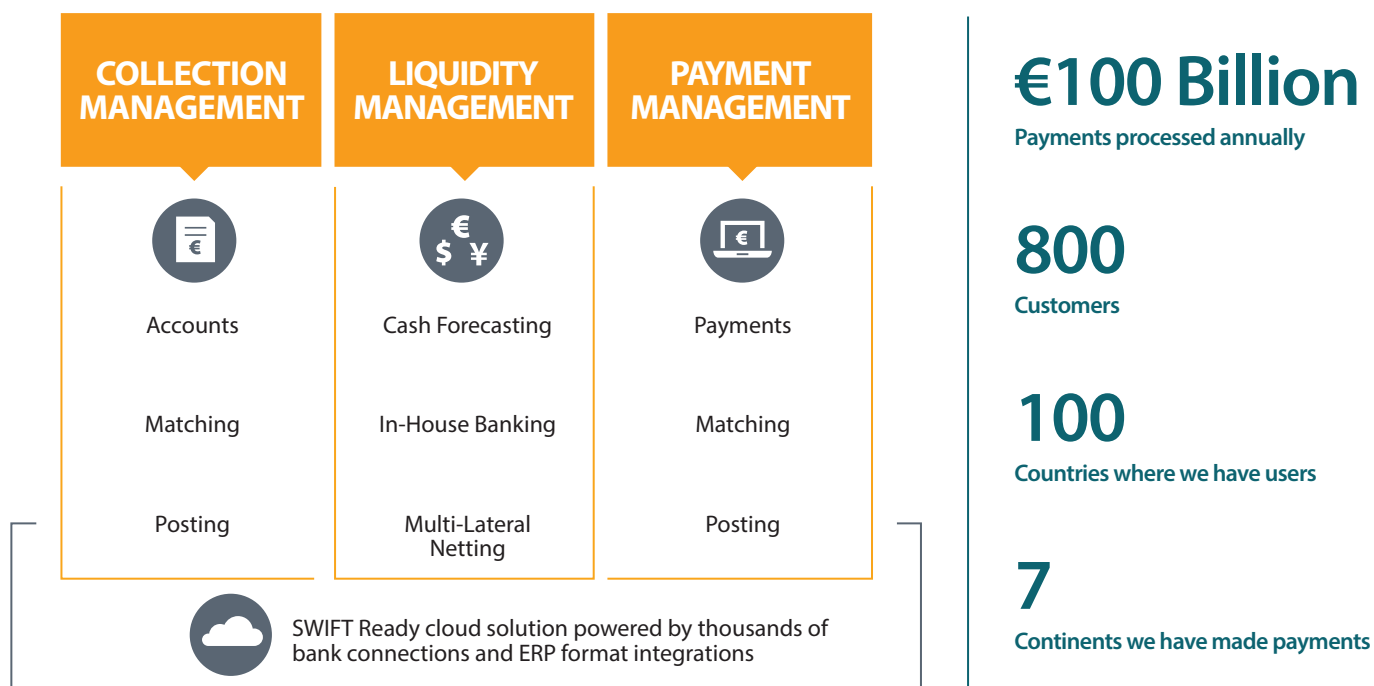 COLLECTION
MANAGEMENT
€
Accounts
Matching
Posting
LIQUIDITY
MANAGEMENT
€
$ ¥
Cash Forecasting
In-House Banking
Multi-Lateral
Netting
PAYMENT
MANAGEMENT
€
Payments
Matching
Posting
SWIFT Ready cloud solution powered by thousands of
bank connections and ERP format integrations
€100 Billion
Payments processed annually
800
Customers
100
Countries where we have users
7
Continents we have made payments